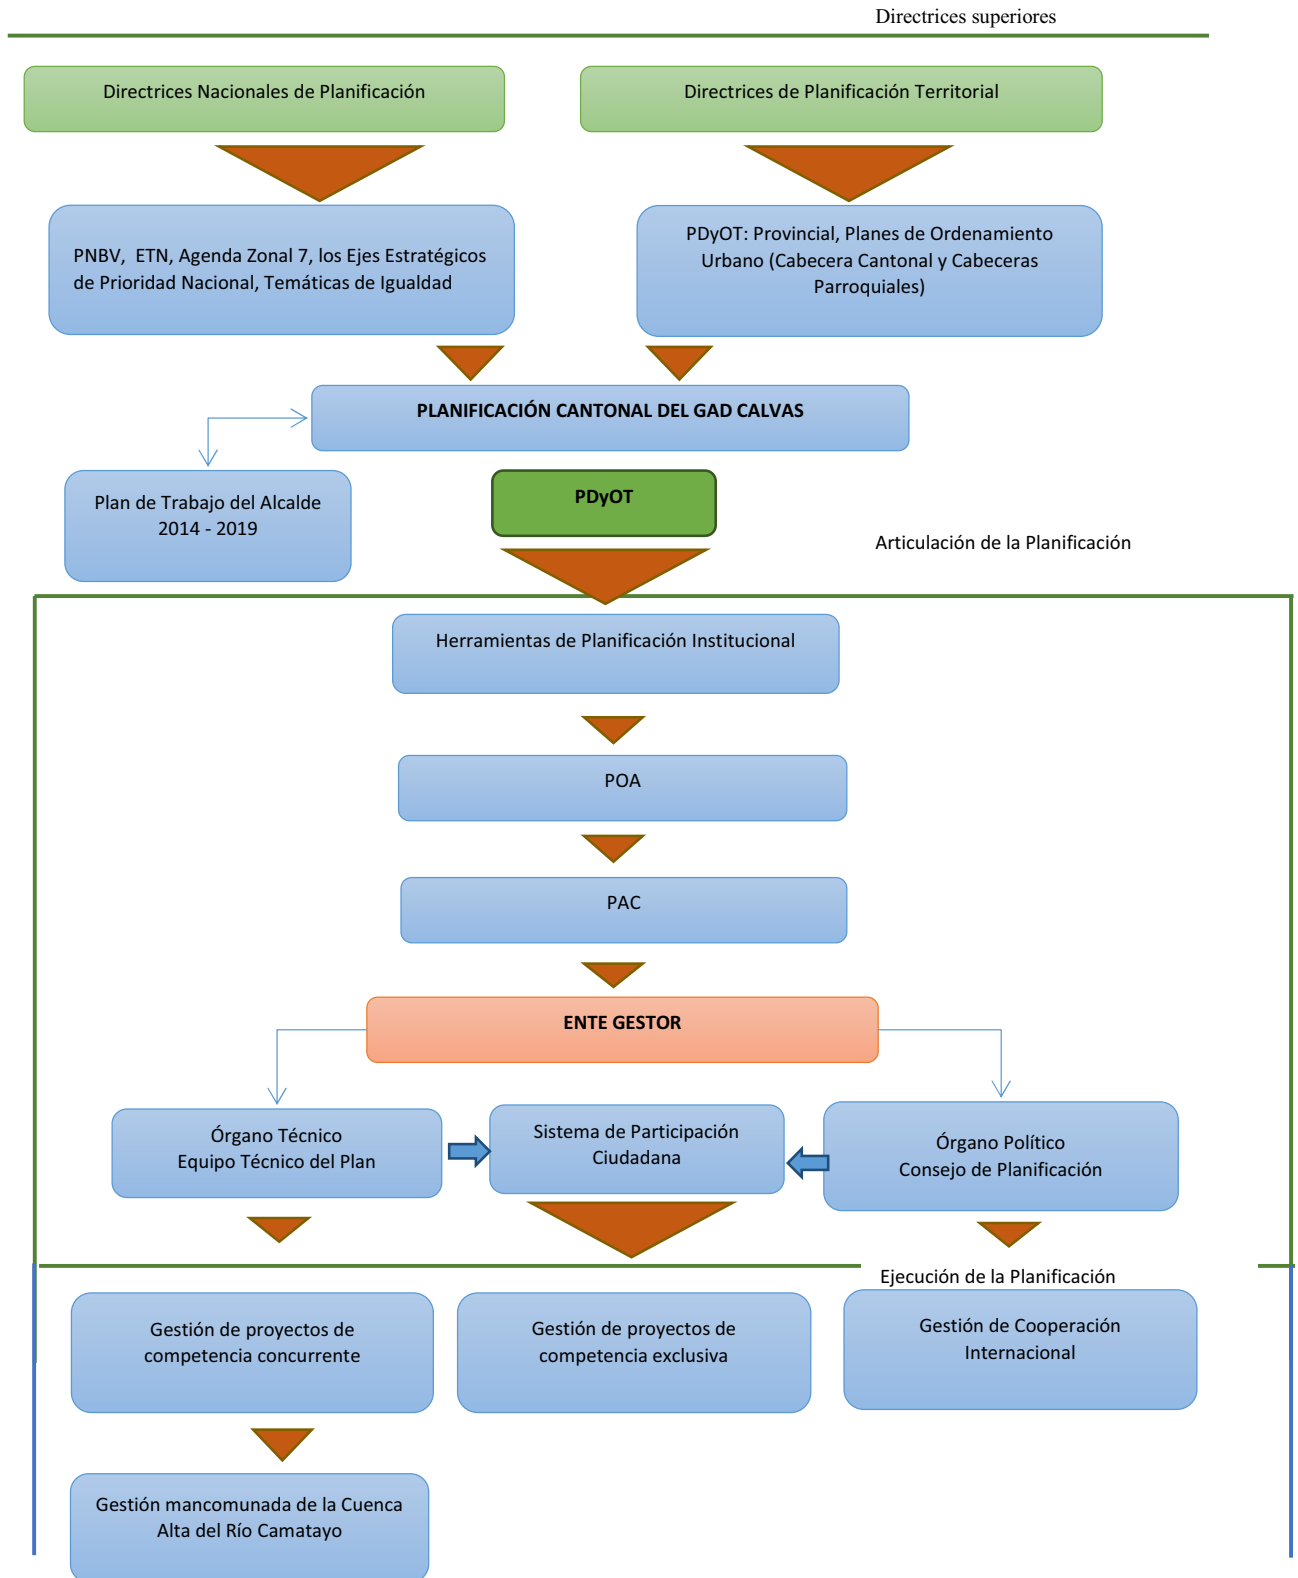 Directrices superiores
Directrices Nacionales de Planificación
Directrices de Planificación Territorial
PNBV, ETN, Agenda Zonal 7, los Ejes Estratégicos
de Prioridad Nacional, Temáticas de Igualdad
PDyOT: Provincial, Planes de Ordenamiento
Urbano (Cabecera Cantonal y Cabeceras
Parroquiales)
PLANIFICACIÓN CANTONAL DEL GAD CALVAS
Plan de Trabajo del Alcalde
2014 - 2019
PDyOT
Articulación de la Planificación
Herramientas de Planificación Institucional
POA
PAC
ENTE GESTOR
Órgano Técnico
Equipo Técnico del Plan
Sistema de Participación
Ciudadana
Órgano Político
Consejo de Planificación
Ejecución de la Planificación
Gestión de proyectos de
competencia concurrente
Gestión de proyectos de
competencia exclusiva
Gestión de Cooperación
Internacional
Gestión mancomunada de la Cuenca
Alta del Río Camatayo